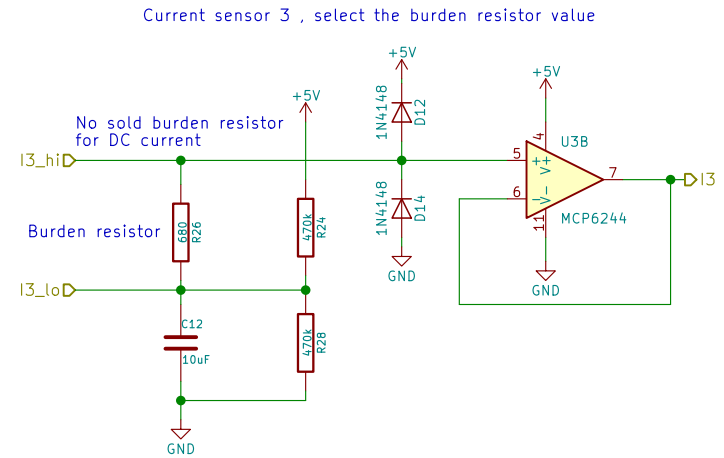 Current sensor 3 , select the burden resistor value
+5V
+5V
+5V
1N4148
D12
No sold burden resistor
for DC current
4
U3B
I3_hi
5
+
V+
7
I3
6
-
V-
1N4148
D14
680
R26
470k
R24
Burden resistor
MCP6244
11
GND
GND
I3_lo
C12
10uF
470k
R28
GND